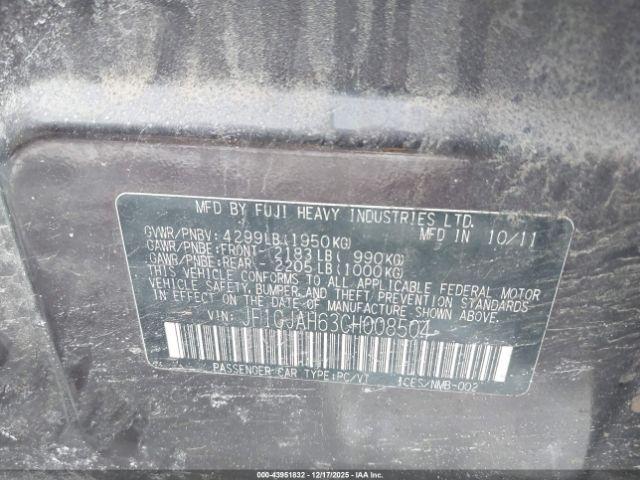 MFD BY FUJI HEAVY INDUSTRIES LTD. MFD IN 10/11
GVWR/PNBV: 4299LB(1950KG)
GAWR/PNBE:FRONT 2183LB( 990KG)
GAWR/PNBE:REAR 2205LB(1000KG)
THIS VEHICLE CONFORMS TO ALL APPLICABLE FEDERAL MOTOR
VEHICLE SAFETY, BUMPER, AND THEFT PREVENTION
STANDARDS IN EFFECT ON THE DATE OF MANUFACTURE SHOWN ABOVE.
VIN: JF1GJAH63CH008504
PASSENGER CAR TYPE:PC/VT ICES/NMB-002
000-43951832 - 12/17/2025 - IAAI.COM